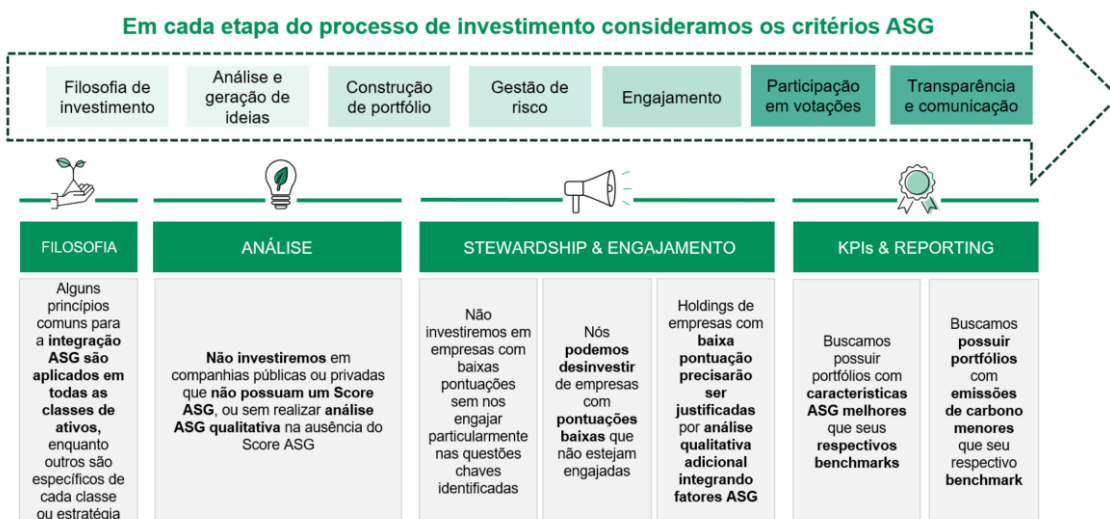 Em cada etapa do processo de investimento consideramos os critérios ASG
Filosofia de
investimento
Análise e
geração de
ideias
Construção
de portfólio
Gestão de
risco
Engajamento
Participação
em votações
Transparência
e comunicação
FILOSOFIA
ANÁLISE
STEWARDSHIP & ENGAJAMENTO
KPIs & REPORTING
Alguns
princípios
comuns para
a integração
ASG são
aplicados em
todas as
classes de
ativos,
enquanto
outros são
específicos de
cada classe
ou estratégia
Não investiremos em
companhias públicas ou privadas
que não possuam um Score
ASG, ou sem realizar análise
ASG qualitativa na ausência do
Score ASG
Não
investiremos em
empresas com
baixas
pontuações
sem nos
engajar
particularmente
nas questões
chaves
identificadas
Nós
podemos
desinvestir
de empresas
com
pontuações
baixas que
não estejam
engajadas
Holdings de
empresas com
baixa
pontuação
precisarão
ser
justificadas
por análise
qualitativa
adicional
integrando
fatores ASG
Buscamos
possuir
portfólios com
características
ASG melhores
que seus
respectivos
benchmarks
Buscamos
possuir
portfólios
com
emissões
de carbono
menores
que seu
respectivo
benchmark